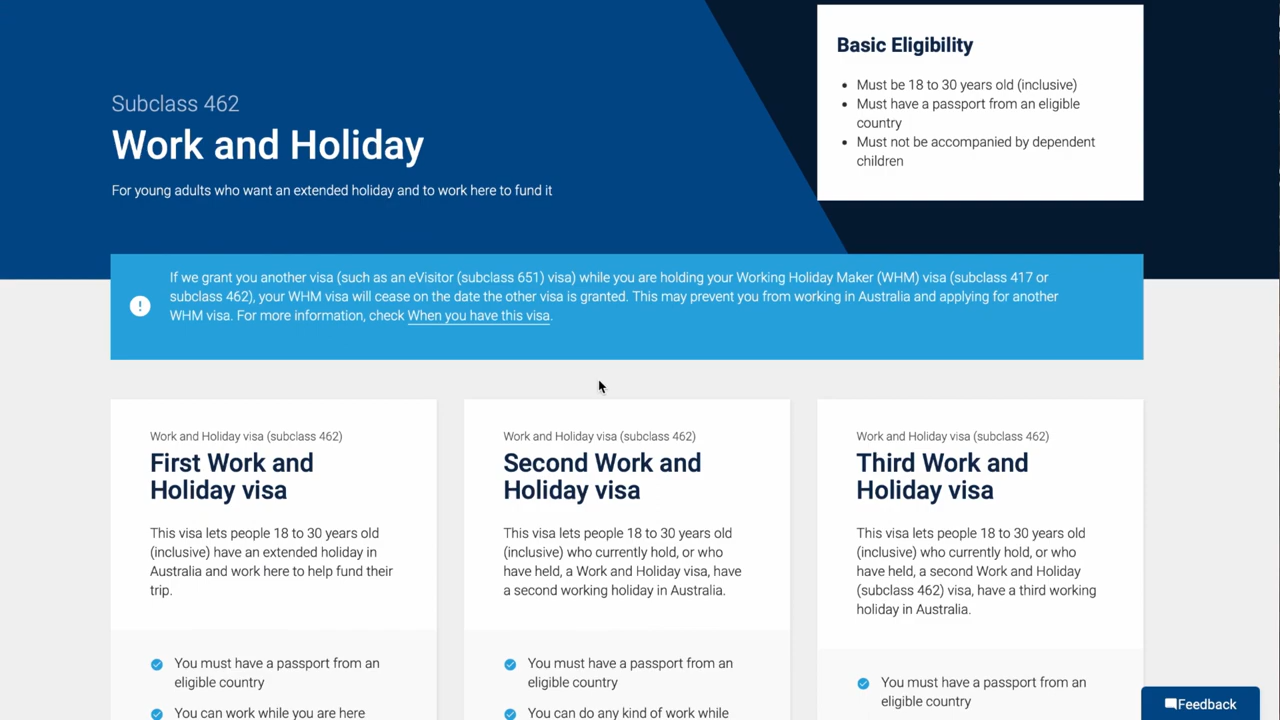 Subclass 462
Work and Holiday
For young adults who want an extended holiday and to work here to fund it
Basic Eligibility
Must be 18 to 30 years old (inclusive)
Must have a passport from an eligible
country
Must not be accompanied by dependent
children
If we grant you another visa (such as an eVisitor (subclass 651) visa) while you are holding your Working Holiday Maker (WHM) visa (subclass 417 or
subclass 462), your WHM visa will cease on the date the other visa is granted. This may prevent you from working in Australia and applying for another
WHM visa. For more information, check When you have this visa.
Work and Holiday visa (subclass 462)
First Work and
Holiday visa
This visa lets people 18 to 30 years old
(inclusive) have an extended holiday in
Australia and work here to help fund their
trip.
You must have a passport from an
eligible country
You can work while you are here
Work and Holiday visa (subclass 462)
Second Work and
Holiday visa
This visa lets people 18 to 30 years old
(inclusive) who currently hold, or who
have held, a Work and Holiday visa, have
a second working holiday in Australia.
You must have a passport from an
eligible country
You can do any kind of work while
Work and Holiday visa (subclass 462)
Third Work and
Holiday visa
This visa lets people 18 to 30 years old
(inclusive) who currently hold, or who
have held, a second Work and Holiday
(subclass 462) visa, have a third working
holiday in Australia.
You must have a passport from an
eligible country
Feedback